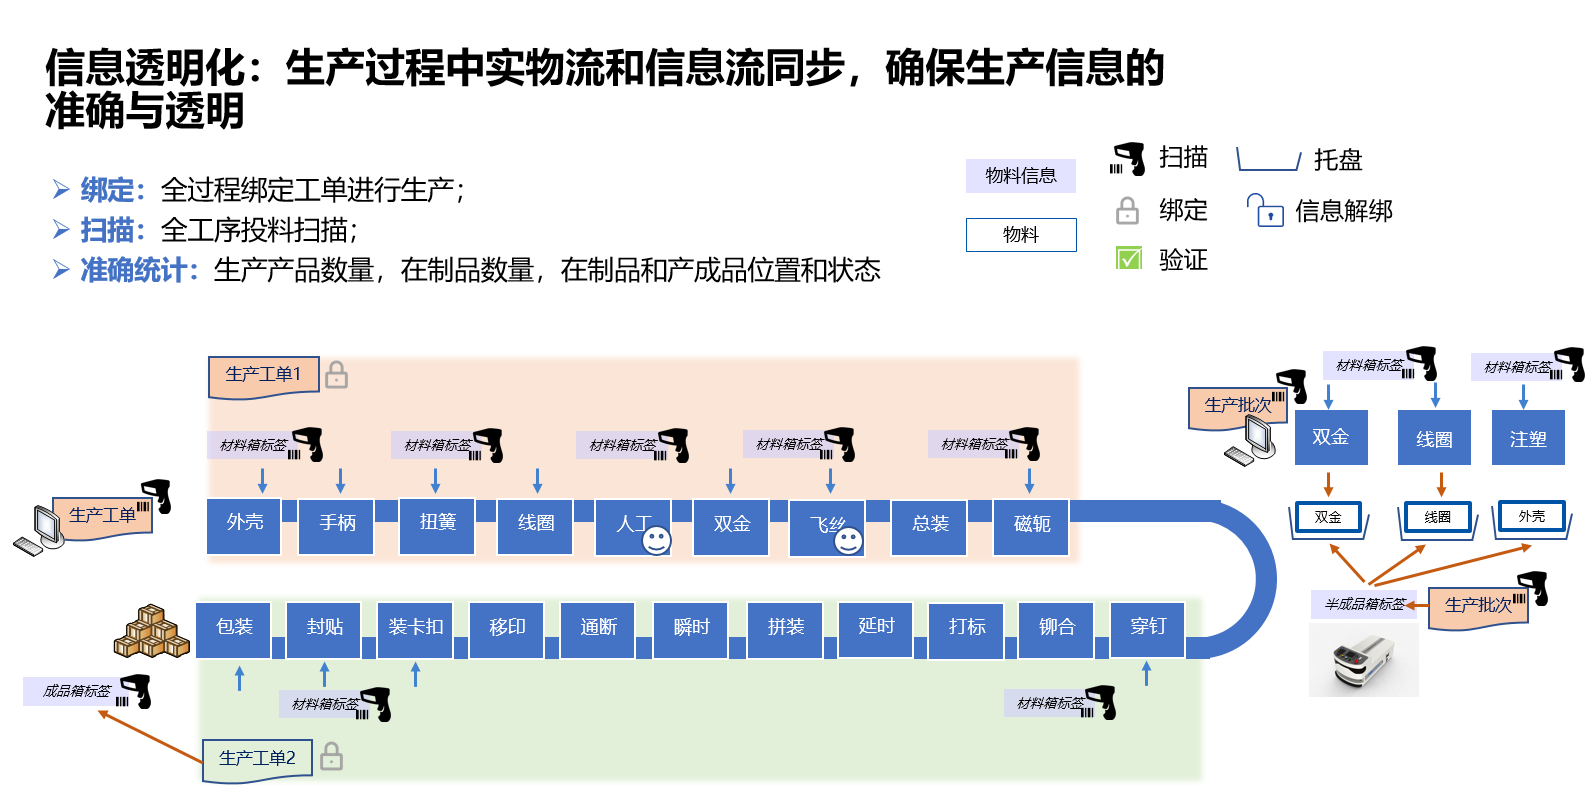 信息透明化：生产过程中实物流和信息流同步，确保生产信息的
准确与透明
绑定：全过程绑定工单进行生产；
扫描：全工序投料扫描；
准确统计：生产产品数量，在制品数量，在制品和产成品位置和状态
物料信息
物料
扫描
托盘
绑定
信息解绑
验证
生产工单1
材料箱标签
材料箱标签
材料箱标签
材料箱标签
材料箱标签
生产工单
外壳
手柄
扭簧
线圈
人工
双金
飞丝
总装
磁轭
包装
封贴
装卡扣
移印
通断
瞬时
拼装
延时
打标
铆合
穿钉
成品箱标签
材料箱标签
材料箱标签
生产工单2
材料箱标签
材料箱标签
生产批次
双金
线圈
注塑
双金
线圈
外壳
半成品箱标签
生产批次